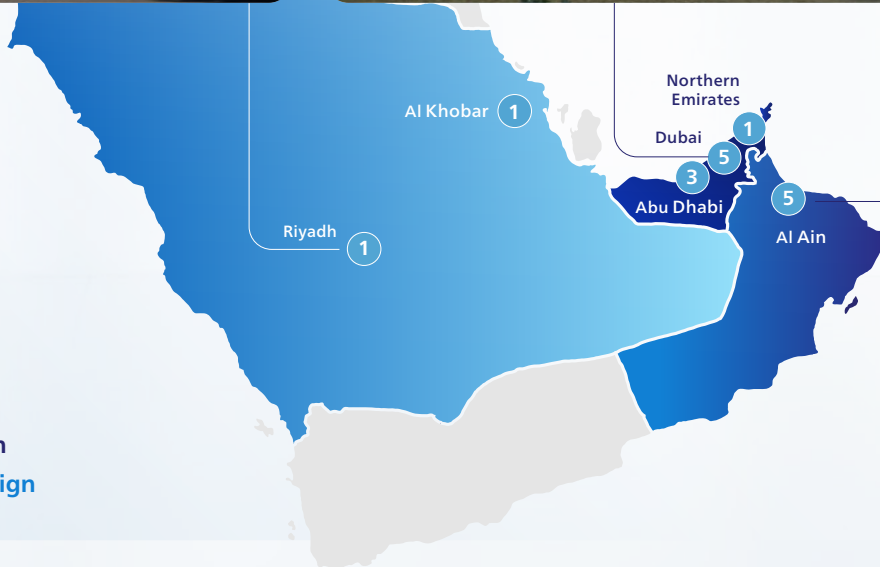 Northern
Emirates
1
Al Khobar
1
Dubai
5
3
Abu Dhabi
5
Al Ain
Riyadh
1